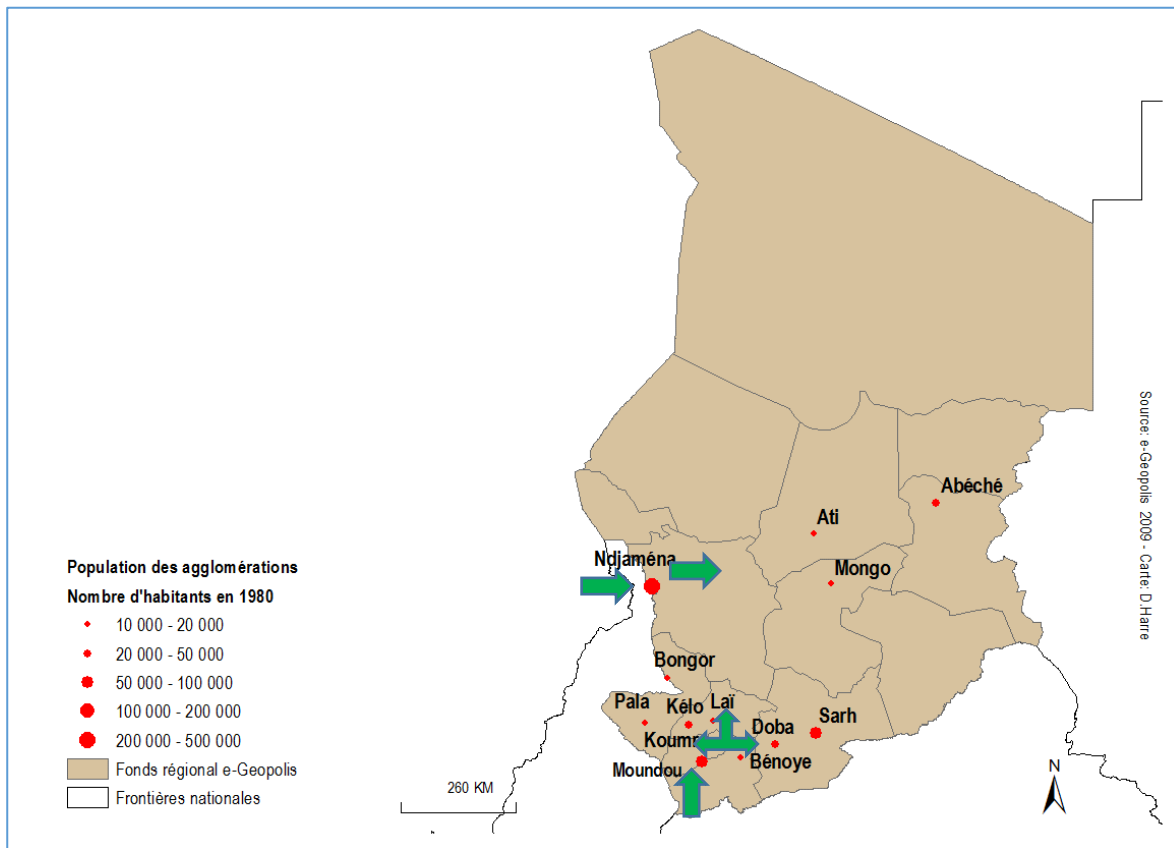 Abéché
Ati
Ndjaména
Mongo
Bongor
Pala
Kélo
Laï
Doba
Sarh
Koumr
Moundou
Bénoye
Population des agglomérations
Nombre d'habitants en 1980
10 000 - 20 000
20 000 - 50 000
50 000 - 100 000
100 000 - 200 000
200 000 - 500 000
Fonds régional e-Geopolis
Frontières nationales
260 KM
N
Source: e-Geopolis 2009 - Carte: D.Harre